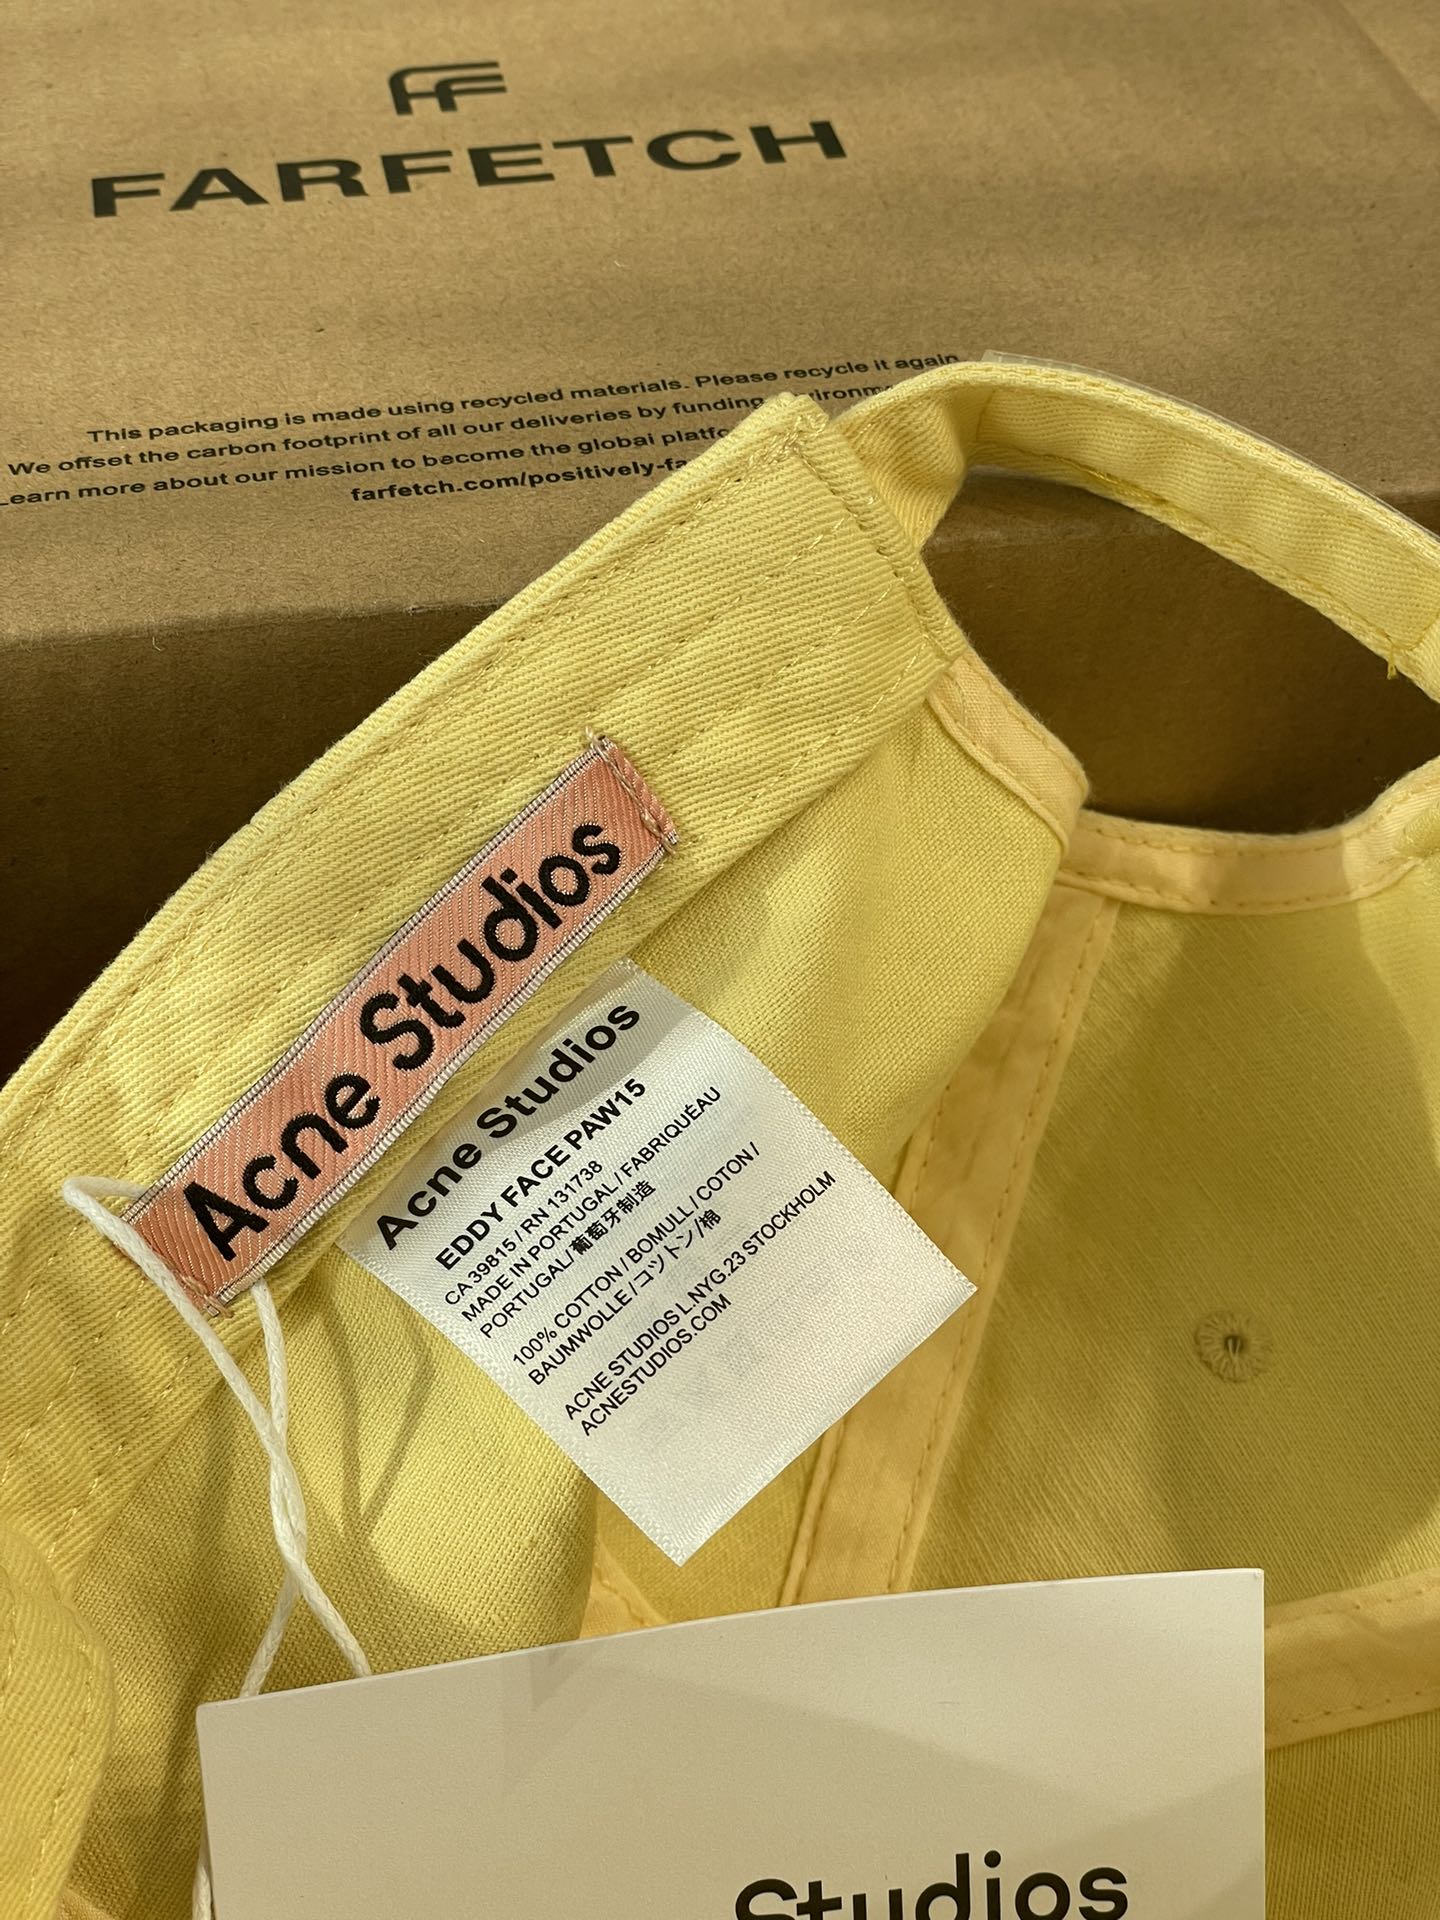 FARFETCH
This packaging is made using recycled materials. Please recycle it again.
We offset the carbon footprint of all our deliveries by funding
Learn more about our mission to become the global
farfetch.com/positively-fa
Acne Studios
Acne Studios
EDDY FACE PAW15
CA 39815 / RN 131738
MADE IN PORTUGAL / FABRIQUÉAU
PORTUGAL/葡萄牙制造
100% COTTON / BOMULL / COTON /
BAUMWOLLE / コットン/棉
ACNE STUDIOS L.NYG.23 STOCKHOLM
ACNESTUDIOS.COM
Studios